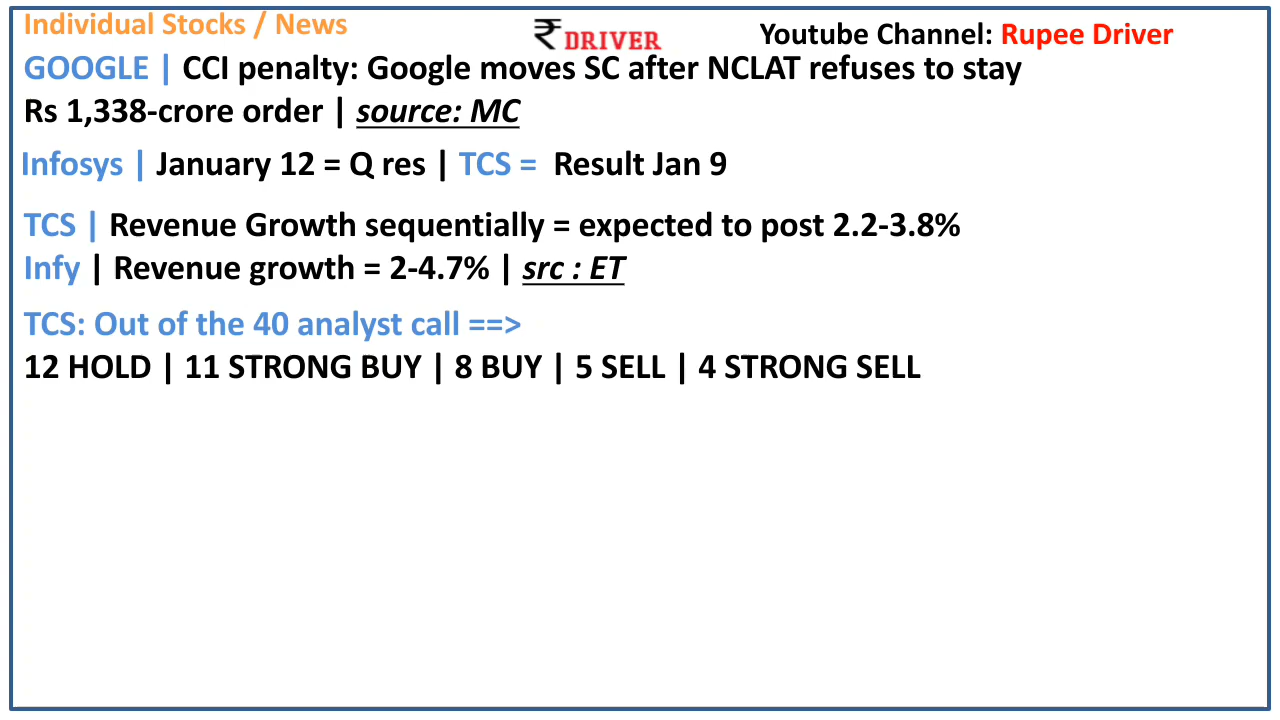 Individual Stocks / News
₹ DRIVER
Youtube Channel: Rupee Driver
GOOGLE | CCI penalty: Google moves SC after NCLAT refuses to stay
Rs 1,338-crore order | source: MC
Infosys | January 12 = Q res | TCS = Result Jan 9
TCS | Revenue Growth sequentially = expected to post 2.2-3.8%
Infy | Revenue growth = 2-4.7% | src : ET
TCS: Out of the 40 analyst call ==>
12 HOLD | 11 STRONG BUY | 8 BUY | 5 SELL | 4 STRONG SELL